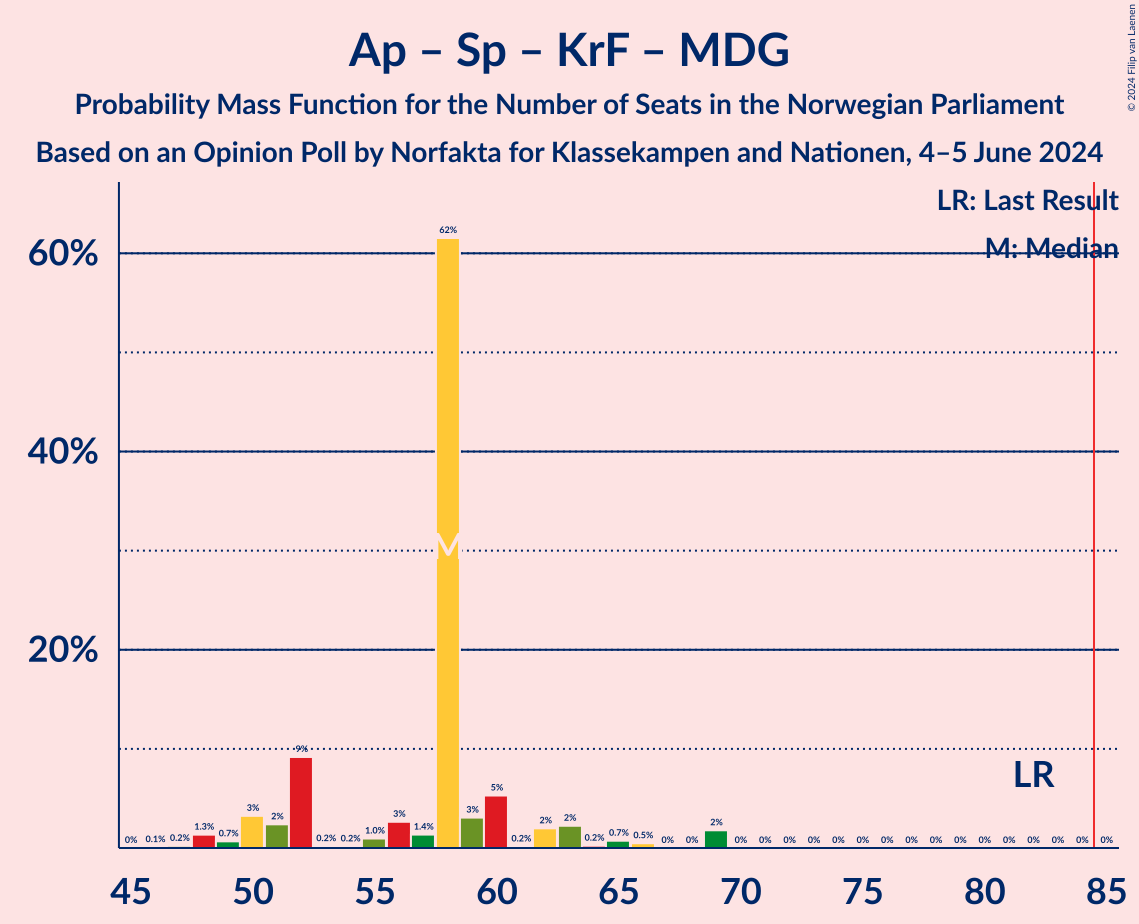 Ap – Sp – KrF – MDG
Probability Mass Function for the Number of Seats in the Norwegian Parliament
Based on an Opinion Poll by Norfakta for Klassekampen and Nationen, 4–5 June 2024
© 2024 Filip van Laenen
LR: Last Result
M: Median
60%
40%
20%
62%
M
0% 0.1% 0.2% 1.3% 0.7% 3% 2% 9% 0.2% 0.2% 1.0% 3% 1.4% 3% 5% 0.2% 2% 2% 0.2% 0.7% 0.5% 0% 0% 2% 0% 0% 0% 0% 0% 0% 0% 0% 0% 0% 0% 0% 0% 0% 0% 0%
LR
45 50 55 60 65 70 75 80 85